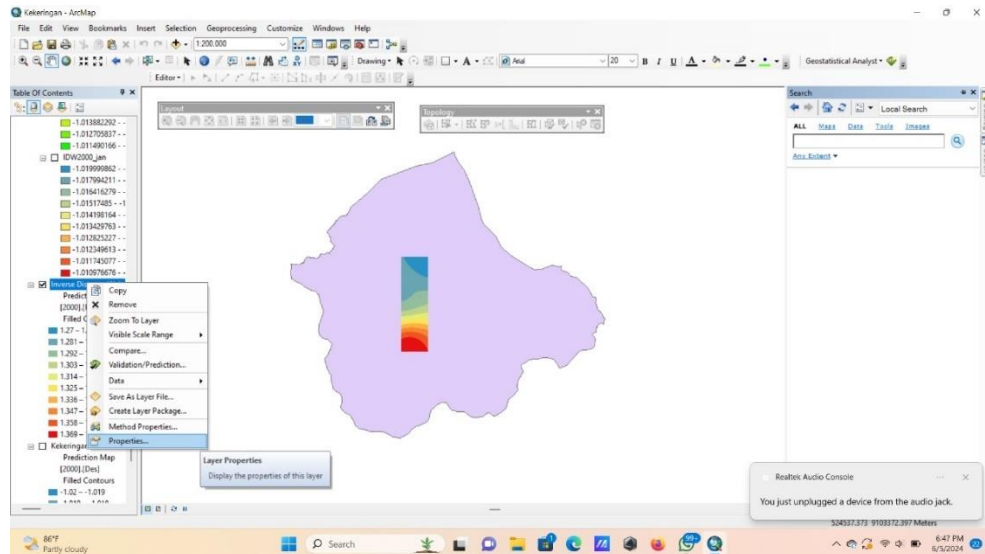 Kekeringan - ArcMap
File Edit View Bookmarks Insert Selection Geoprocessing Customize Windows Help
1:200,000
Drawing
Arial
20
B I U A
Geostatistical Analyst
Editor
Table Of Contents
Layout
Topology
Search
Local Search
ALL Maps Data Tools Images
Any Extent
-1.013882292 - -
-1.012705837 - -
-1.011490166 - -
IDW2000_jan
-1.019999862 - -
-1.017994211 - -
-1.016416279 - -
-1.01517485 - -1
-1.014198164 - -
-1.013429763 - -
-1.012825227 - -
-1.012349613 - -
-1.011745077 - -
-1.010976676 - -
Inverse Dis
Predict
[2000].[
Filled C
1.27 – 1.
1.281 –
1.292 –
1.303 –
1.314 –
1.325 –
1.336 –
1.347 –
1.358 –
1.369 –
Kekeringan
Prediction Map
[2000].[Des]
Filled Contours
-1.02 – -1.019
Copy
Remove
Zoom To Layer
Visible Scale Range
Compare...
Validation/Prediction...
Data
Save As Layer File...
Create Layer Package...
Method Properties...
Properties...
Layer Properties
Display the properties of this layer
Realtek Audio Console
You just unplugged a device from the audio jack.
524537.373 9103372.397 Meters
86°F
Partly cloudy
Search
99+
6:47 PM
6/5/2024